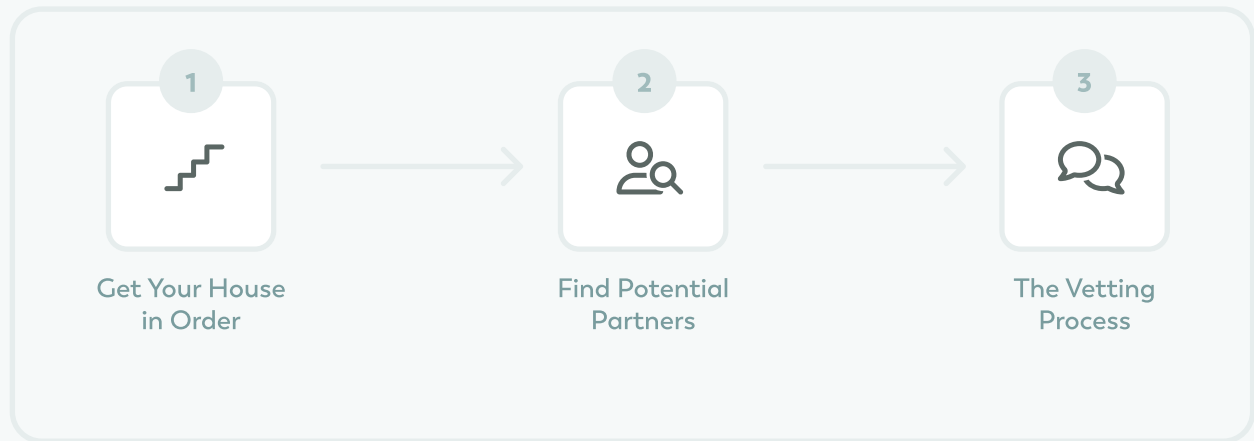 1
2
3
Get Your House
in Order
Find Potential
Partners
The Vetting
Process